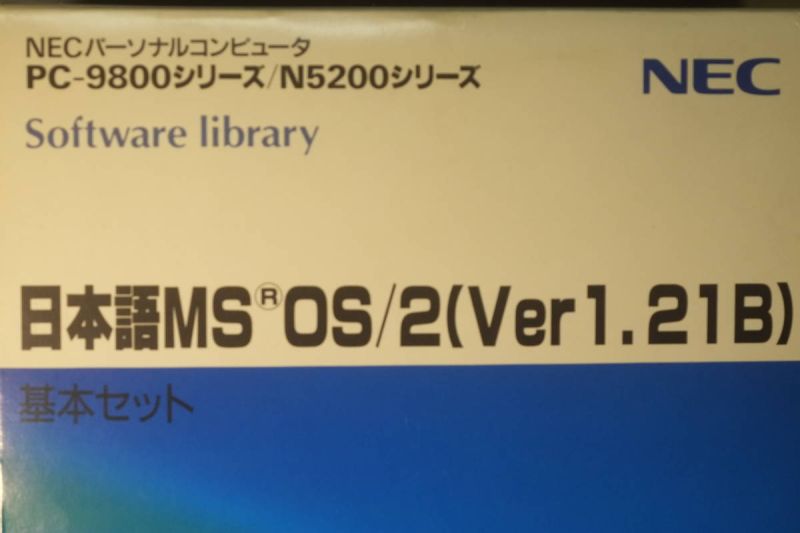 NECパーソナルコンピュータ
PC-9800シリーズ/N5200シリーズ
NEC
Software library
日本語MS®OS/2(Ver1.21B)
基本セット